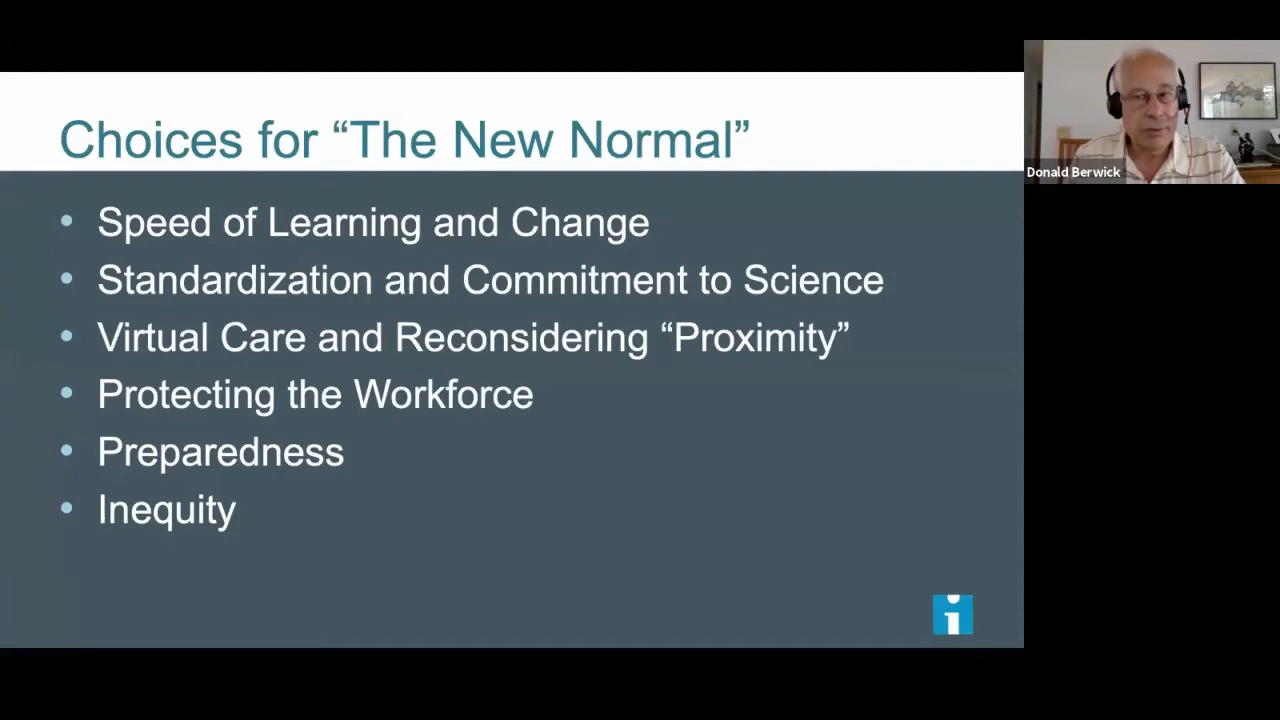 Choices for “The New Normal”
Donald Berwick
• Speed of Learning and Change
• Standardization and Commitment to Science
• Virtual Care and Reconsidering “Proximity”
• Protecting the Workforce
• Preparedness
• Inequity
i